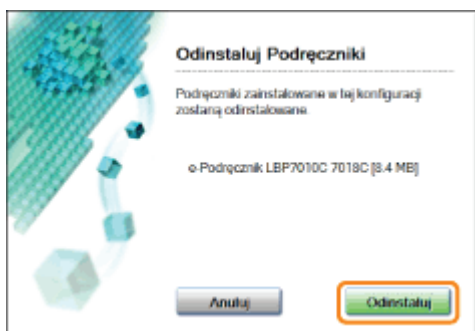 Odinstaluj Podręczniki
Podręczniki zainstalowane w tej konfiguracji
zostaną odinstalowane.
e-Podręcznik LBP7010C 7018C [8.4 MB]
Anuluj
Odinstaluj